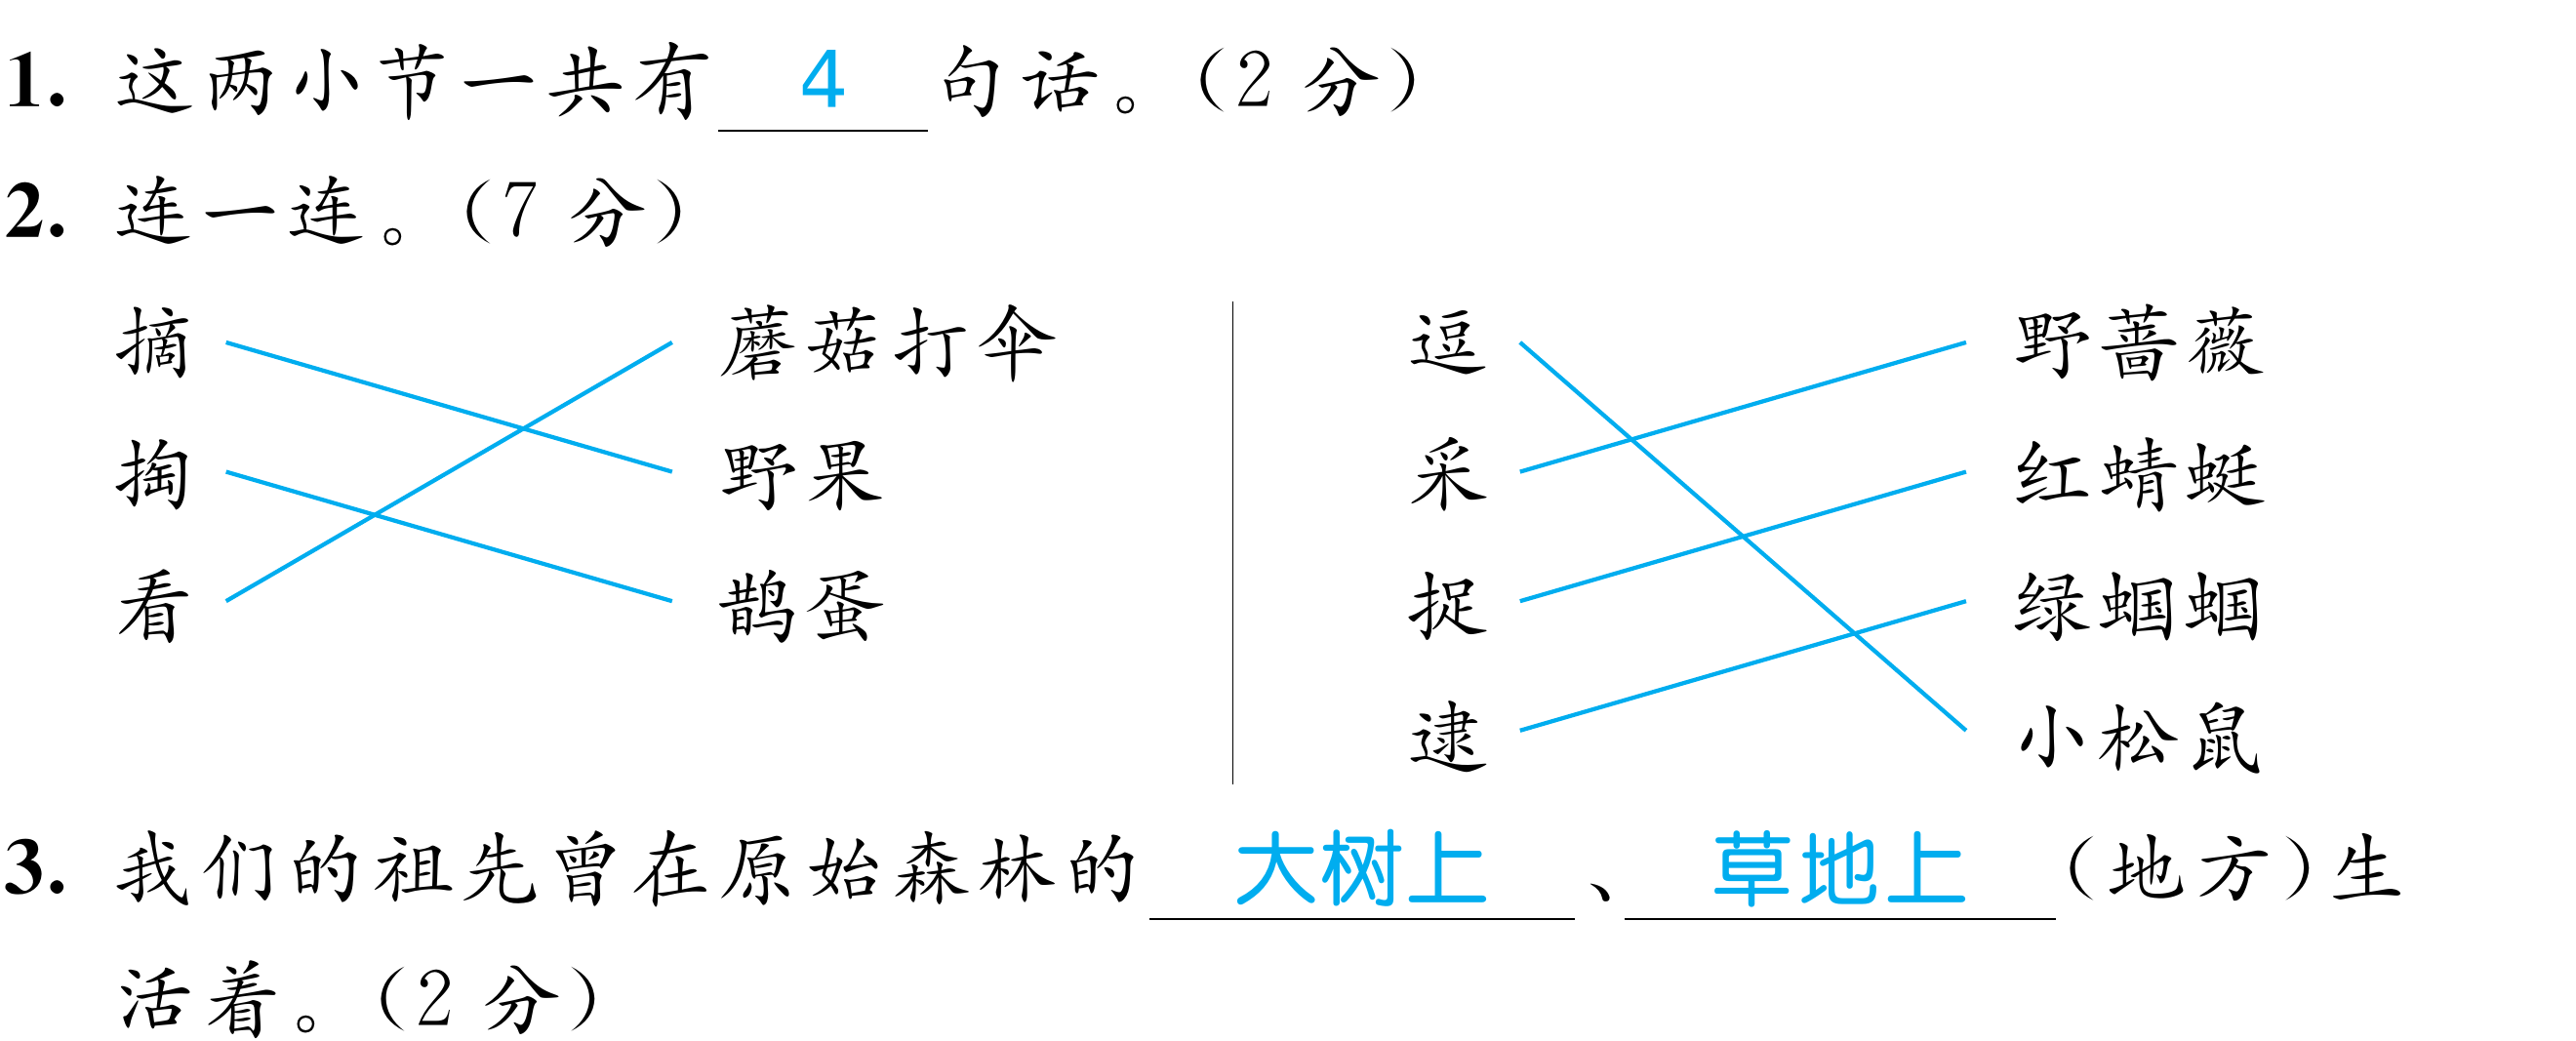 1. 这两小节一共有 4 句话。(2 分)
2. 连一连。(7 分)
摘 蘑菇打伞 逗 野蔷薇
掏 野果 采 红蜻蜓
看 鹊蛋 捉 绿蝈蝈
逮 小松鼠
3. 我们的祖先曾在原始森林的 大树上 、 草地上 (地方)生
活着。(2 分)